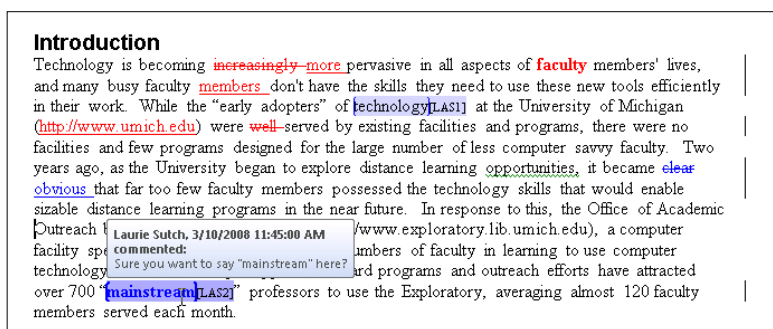 Introduction
Technology is becoming increasingly more pervasive in all aspects of faculty members' lives,
and many busy faculty members don't have the skills they need to use these new tools efficiently
in their work. While the “early adopters” of technology[LAS1] at the University of Michigan
(http://www.umich.edu) were well served by existing facilities and programs, there were no
facilities and few programs designed for the large number of less computer savvy faculty. Two
years ago, as the University began to explore distance learning opportunities, it became clear
obvious that far too few faculty members possessed the technology skills that would enable
sizable distance learning programs in the near future. In response to this, the Office of Academic
Outreach /www.exploratory.lib.umich.edu), a computer
Laurie Sutch, 3/10/2008 11:45:00 AM
commented:
Sure you want to say "mainstream" here?
facility umbers of faculty in learning to use computer
technology rd programs and outreach efforts have attracted
over 700 “mainstream[LAS2]” professors to use the Exploratory, averaging almost 120 faculty
members served each month.